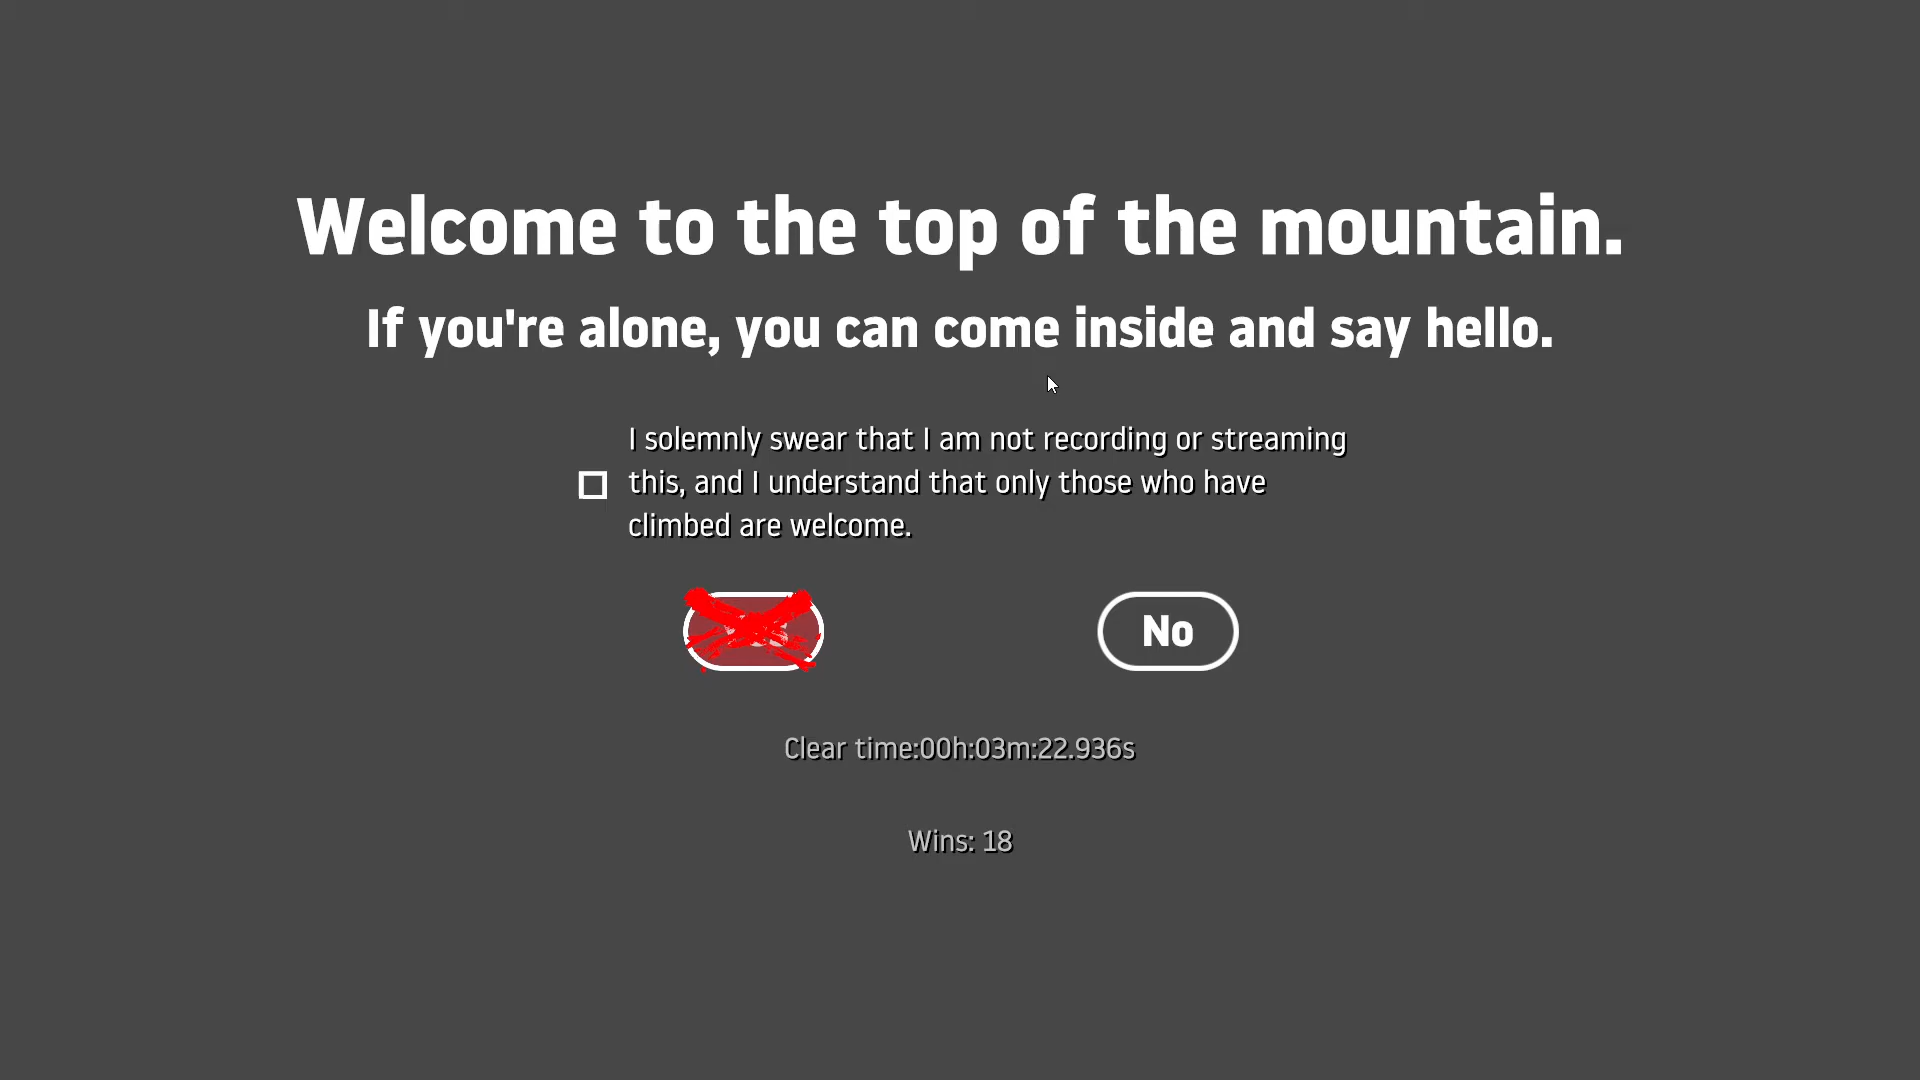 Welcome to the top of the mountain.
If you're alone, you can come inside and say hello.
I solemnly swear that I am not recording or streaming
this, and I understand that only those who have
climbed are welcome.
No
Clear time:00h:03m:22.936s
Wins: 18